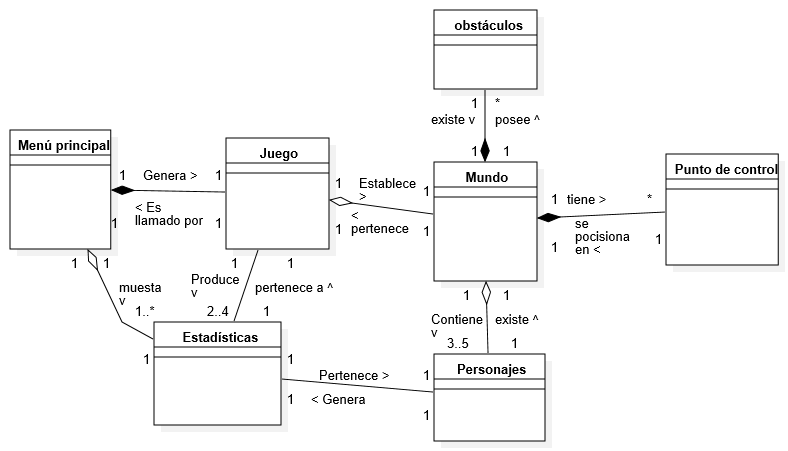 obstáculos
1 *
existe v posee ^
1 1
Menú principal
Juego
Mundo
Punto de control
1 Genera > 1
< Es
llamado por
1 1
1 Establece
>
1
<
pertenece
1 1
1 tiene > *
se
pocisiona
en <
1 1
1 1
muesta
v
1..*
1 1
Produce
v
pertenece a ^
2..4 1
1 1
Contiene
v
existe ^
3..5 1
Estadísticas
Personajes
1 1
Pertenece >
1
1 < Genera
1